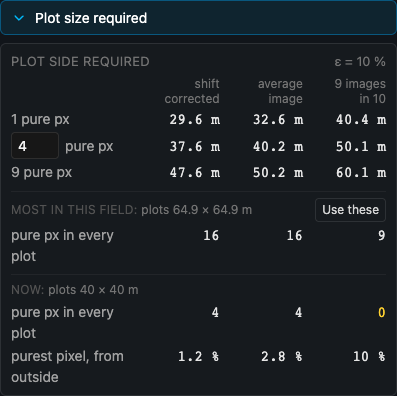 Plot size required
PLOT SIDE REQUIRED ε = 10 %
shift average 9 images
corrected image in 10
1 pure px 29.6 m 32.6 m 40.4 m
4 pure px 37.6 m 40.2 m 50.1 m
9 pure px 47.6 m 50.2 m 60.1 m
MOST IN THIS FIELD: plots 64.9 × 64.9 m Use these
pure px in every 16 16 9
plot
NOW: plots 40 × 40 m
pure px in every 4 4 0
plot
purest pixel, from 1.2 % 2.8 % 10 %
outside